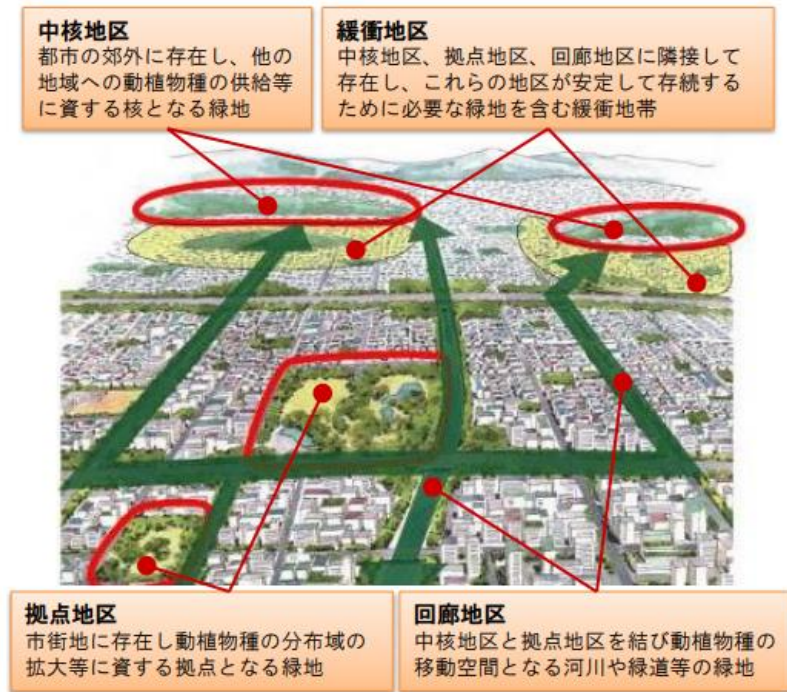 中核地区
都市の郊外に存在し、他の
地域への動植物種の供給等
に資する核となる緑地
緩衝地区
中核地区、拠点地区、回廊地区に隣接して
存在し、これらの地区が安定して存続する
ために必要な緑地を含む緩衝地帯
拠点地区
市街地に存在し動植物種の分布域の
拡大等に資する拠点となる緑地
回廊地区
中核地区と拠点地区を結び動植物種の
移動空間となる河川や緑道等の緑地